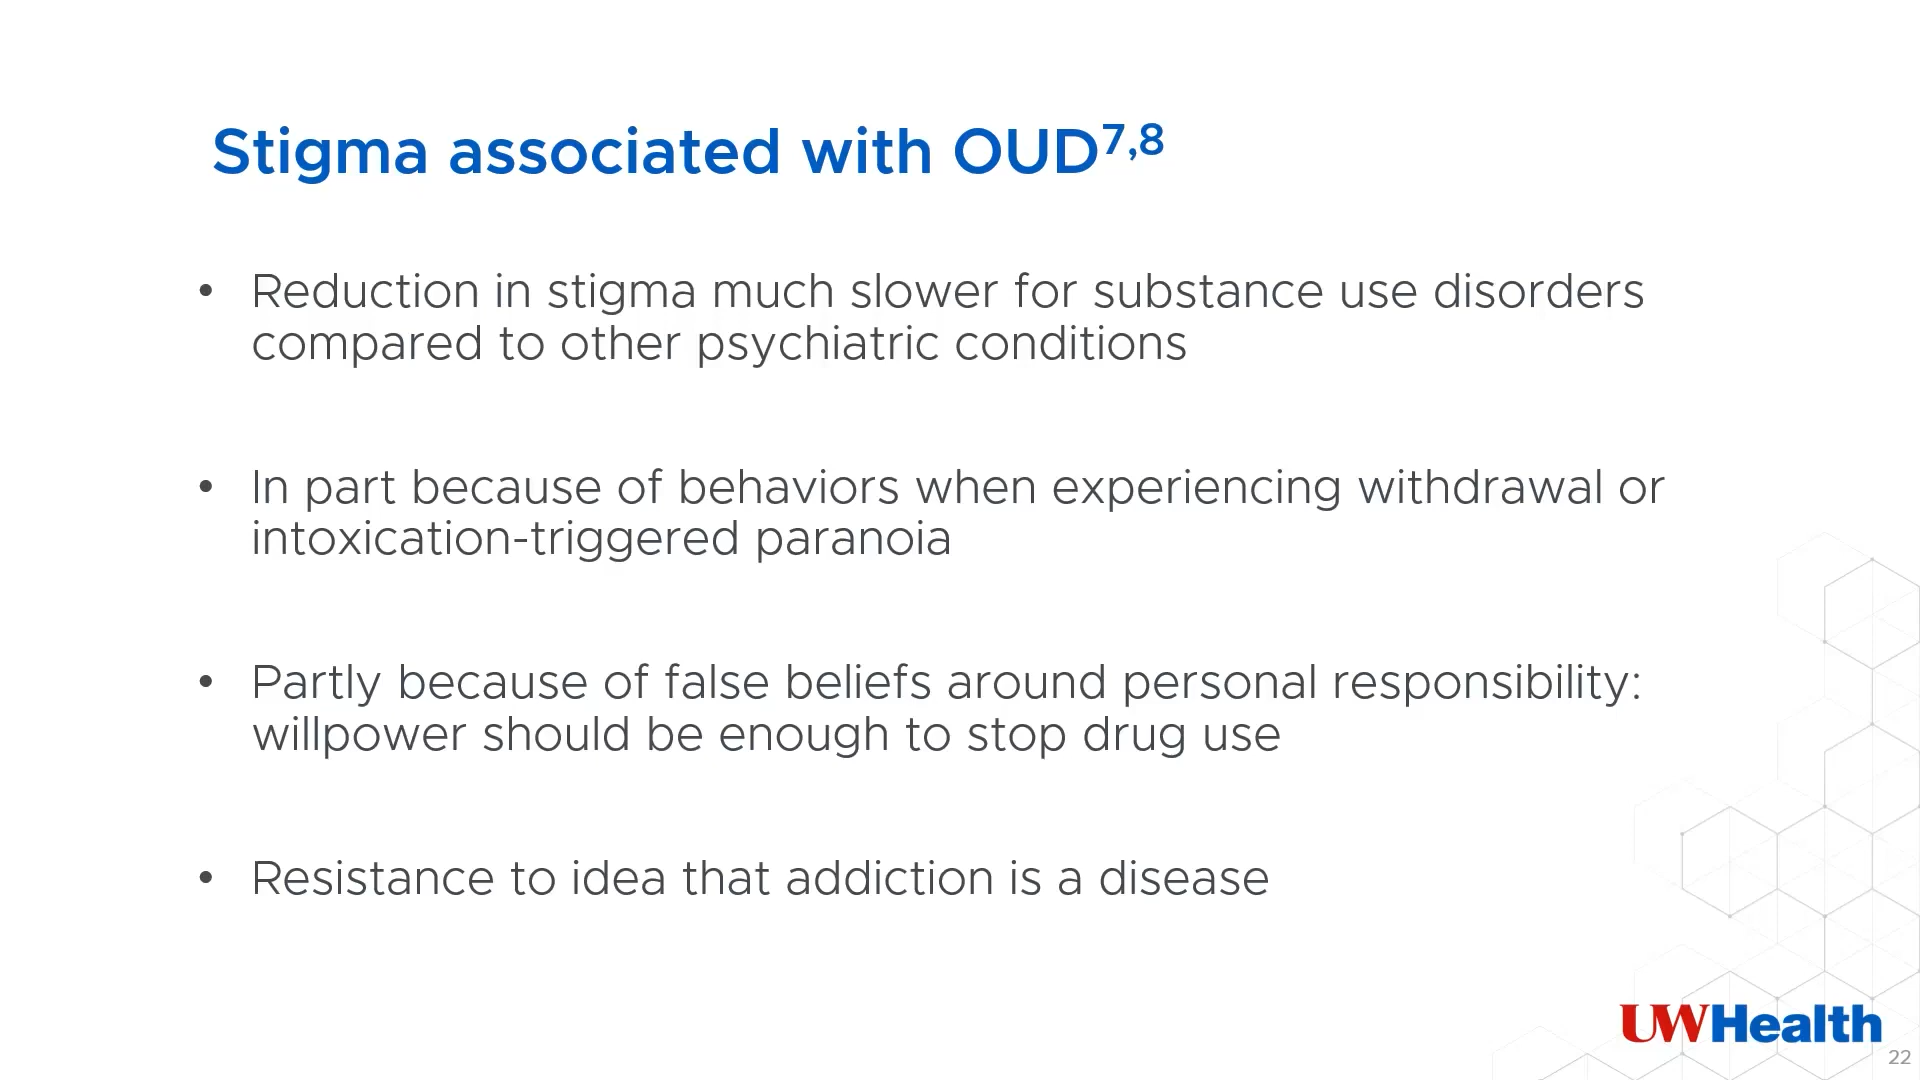 Stigma associated with OUD7,8
• Reduction in stigma much slower for substance use disorders
compared to other psychiatric conditions
• In part because of behaviors when experiencing withdrawal or
intoxication-triggered paranoia
• Partly because of false beliefs around personal responsibility:
willpower should be enough to stop drug use
• Resistance to idea that addiction is a disease
UWHealth
22